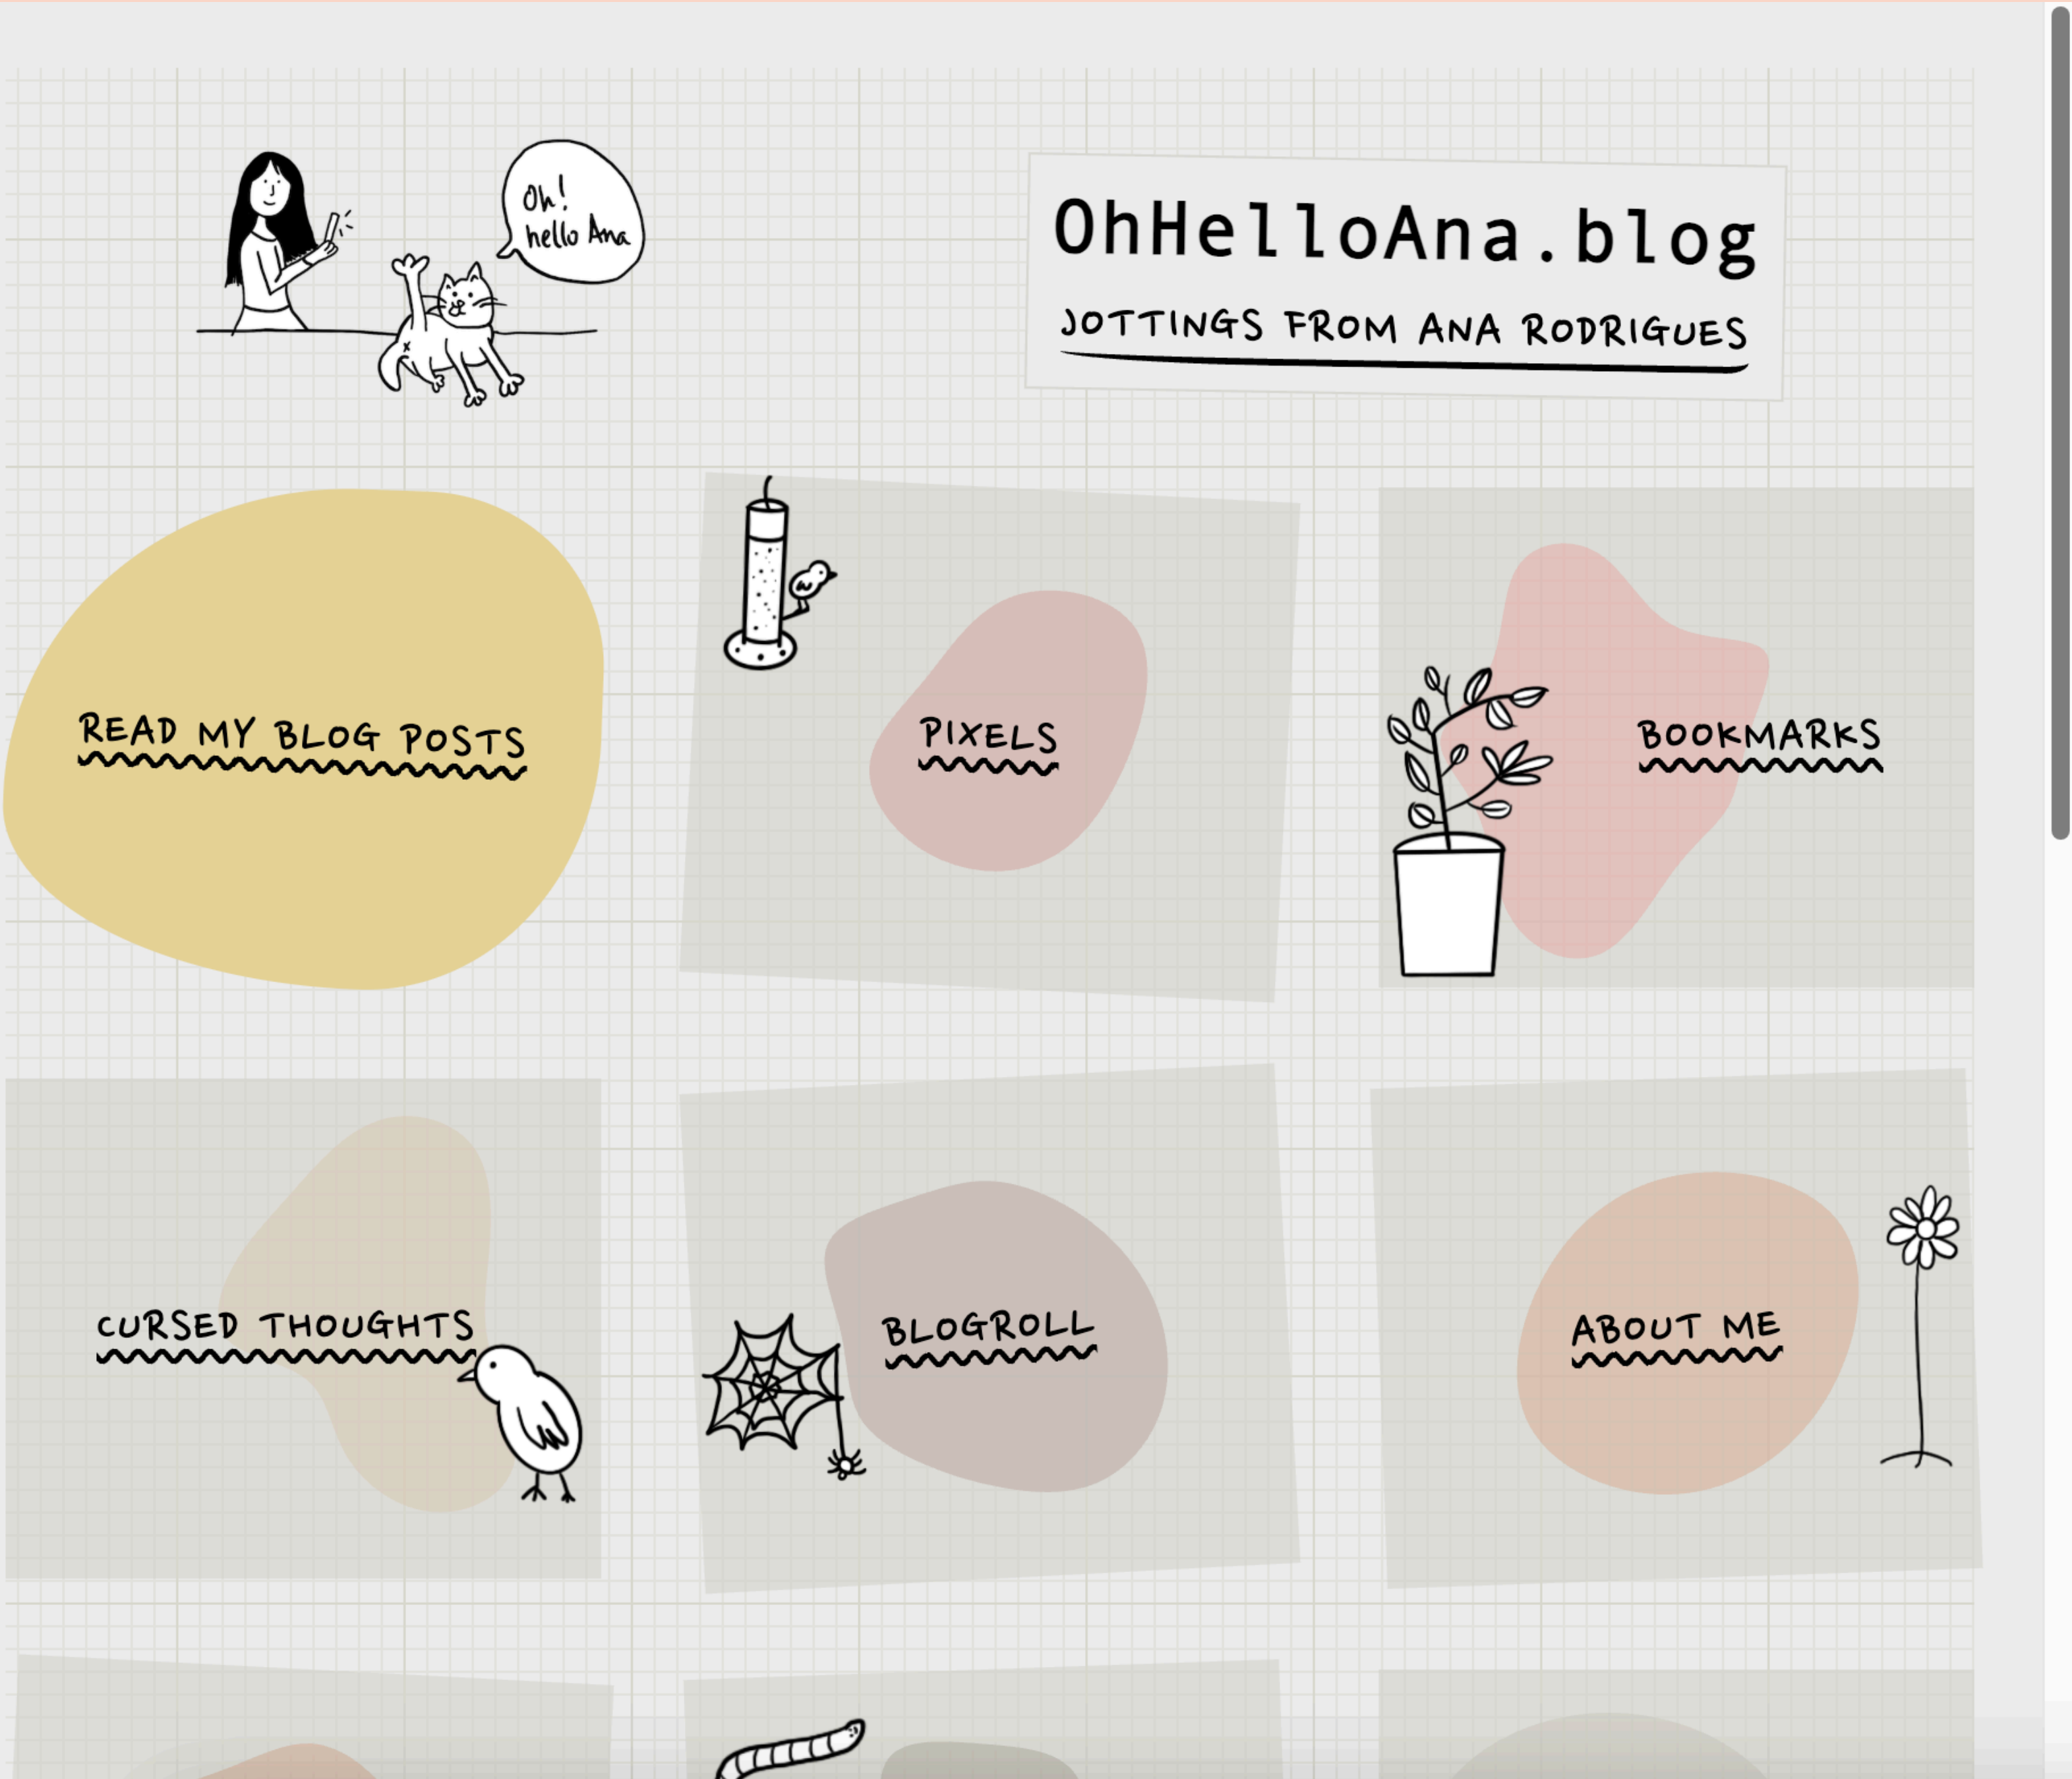 Oh!
hello Ana
OhHelloAna.blog
JOTTINGS FROM ANA RODRIGUES
READ MY BLOG POSTS
PIXELS
BOOKMARKS
CURSED THOUGHTS
BLOGROLL
ABOUT ME